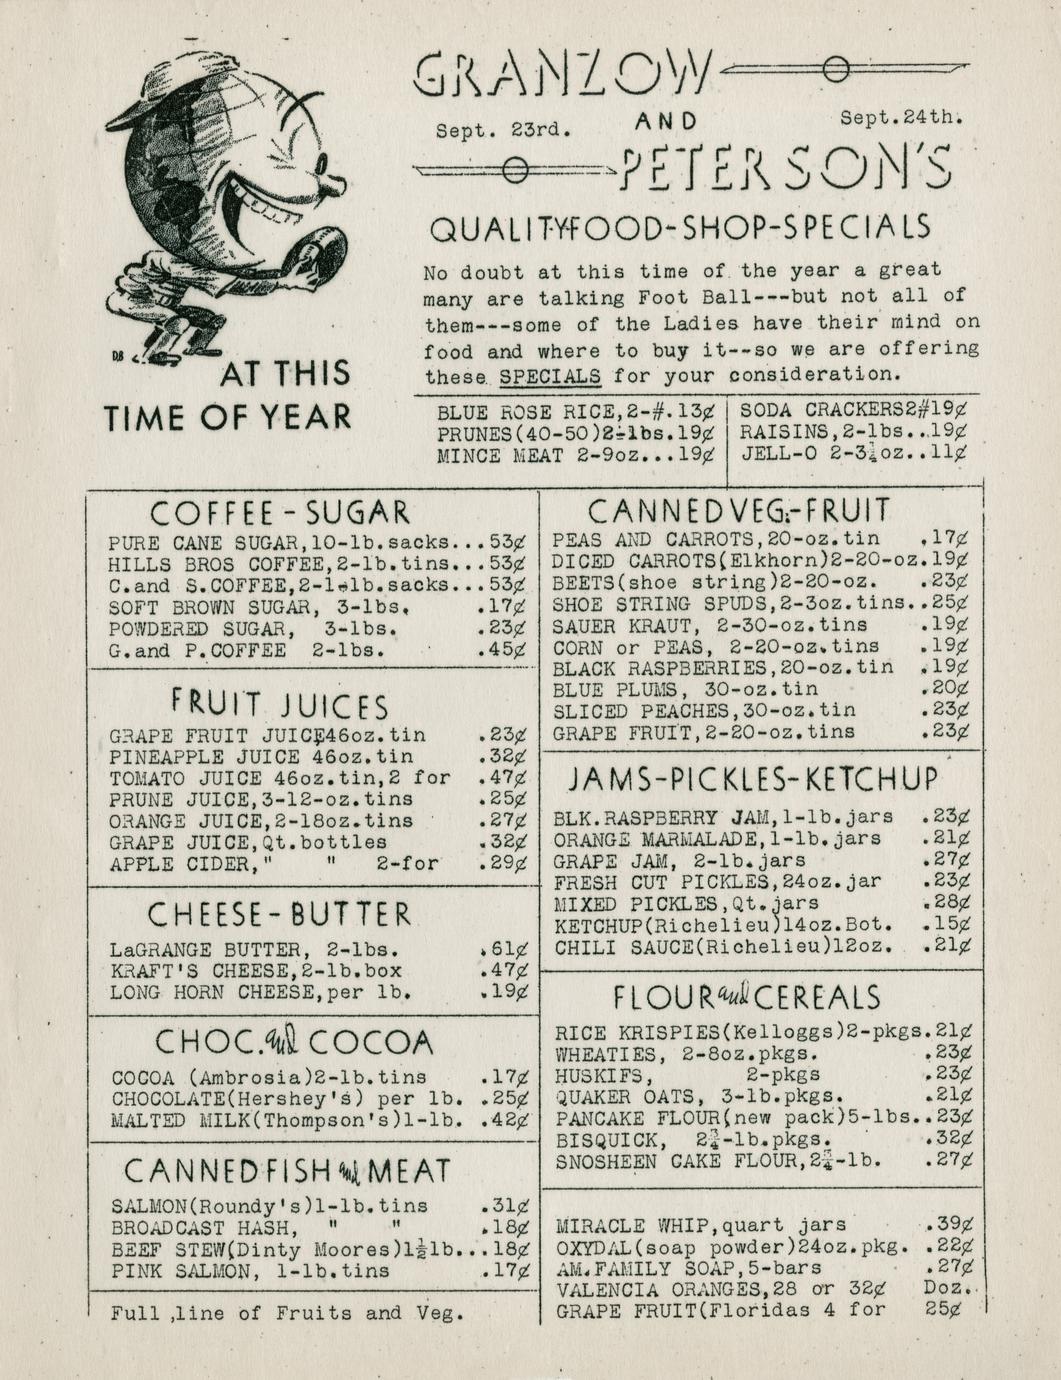 GRANZOW
Sept. 23rd. AND Sept.24th.
PETERSON'S
QUALITY-FOOD-SHOP-SPECIALS
No doubt at this time of the year a great
many are talking Foot Ball---but not all of
them---some of the Ladies have their mind on
food and where to buy it--so we are offering
these SPECIALS for your consideration.
DB
AT THIS
TIME OF YEAR
BLUE ROSE RICE,2-#.13¢
PRUNES(40-50)2-lbs.19¢
MINCE MEAT 2-9oz...19¢
SODA CRACKERS2#19¢
RAISINS,2-lbs..19¢
JELL-O 2-3¼oz..11¢
COFFEE-SUGAR
PURE CANE SUGAR,10-lb.sacks...53¢
HILLS BROS COFFEE,2-lb.tins...53¢
C.and S.COFFEE,2-1-lb.sacks...53¢
SOFT BROWN SUGAR, 3-lbs. .17¢
POWDERED SUGAR, 3-lbs. .23¢
G.and P.COFFEE 2-lbs. .45¢
FRUIT JUICES
GRAPE FRUIT JUICE,46oz.tin .23¢
PINEAPPLE JUICE 46oz.tin .32¢
TOMATO JUICE 46oz.tin,2 for .47¢
PRUNE JUICE,3-12-oz.tins .25¢
ORANGE JUICE,2-18oz.tins .27¢
GRAPE JUICE,Qt.bottles .32¢
APPLE CIDER," " 2-for .29¢
CHEESE-BUTTER
LaGRANGE BUTTER, 2-lbs. .61¢
KRAFT'S CHEESE,2-lb.box .47¢
LONG HORN CHEESE,per lb. .19¢
CHOC. and COCOA
COCOA (Ambrosia)2-lb.tins .17¢
CHOCOLATE(Hershey's) per lb. .25¢
MALTED MILK(Thompson's)1-lb. .42¢
CANNED FISH and MEAT
SALMON(Roundy's)1-lb.tins .31¢
BROADCAST HASH, " " .18¢
BEEF STEW(Dinty Moores)1½lb...18¢
PINK SALMON, 1-lb.tins .17¢
Full ,line of Fruits and Veg.
CANNED VEG.-FRUIT
PEAS AND CARROTS,20-oz.tin .17¢
DICED CARROTS(Elkhorn)2-20-oz.19¢
BEETS(shoe string)2-20-oz. .23¢
SHOE STRING SPUDS,2-3oz.tins..25¢
SAUER KRAUT, 2-30-oz.tins .19¢
CORN or PEAS, 2-20-oz.tins .19¢
BLACK RASPBERRIES,20-oz.tin .19¢
BLUE PLUMS, 30-oz.tin .20¢
SLICED PEACHES,30-oz.tin .23¢
GRAPE FRUIT,2-20-oz.tins .23¢
JAMS-PICKLES-KETCHUP
BLK.RASPBERRY JAM,1-lb.jars .23¢
ORANGE MARMALADE,1-lb.jars .21¢
GRAPE JAM, 2-lb.jars .27¢
FRESH CUT PICKLES,24oz.jar .23¢
MIXED PICKLES,Qt.jars .28¢
KETCHUP(Richelieu)14oz.Bot. .15¢
CHILI SAUCE(Richelieu)12oz. .21¢
FLOUR and CEREALS
RICE KRISPIES(Kelloggs)2-pkgs.21¢
WHEATIES, 2-8oz.pkgs. .23¢
HUSKIFS, 2-pkgs .23¢
QUAKER OATS, 3-lb.pkgs. .21¢
PANCAKE FLOUR(new pack)5-lbs..23¢
BISQUICK, 2¾-lb.pkgs. .32¢
SNOSHEEN CAKE FLOUR,2¾-lb. .27¢
MIRACLE WHIP,quart jars .39¢
OXYDAL(soap powder)24oz.pkg. .22¢
AM.FAMILY SOAP,5-bars .27¢
VALENCIA ORANGES,28 or 32¢ Doz.
GRAPE FRUIT(Floridas 4 for 25¢